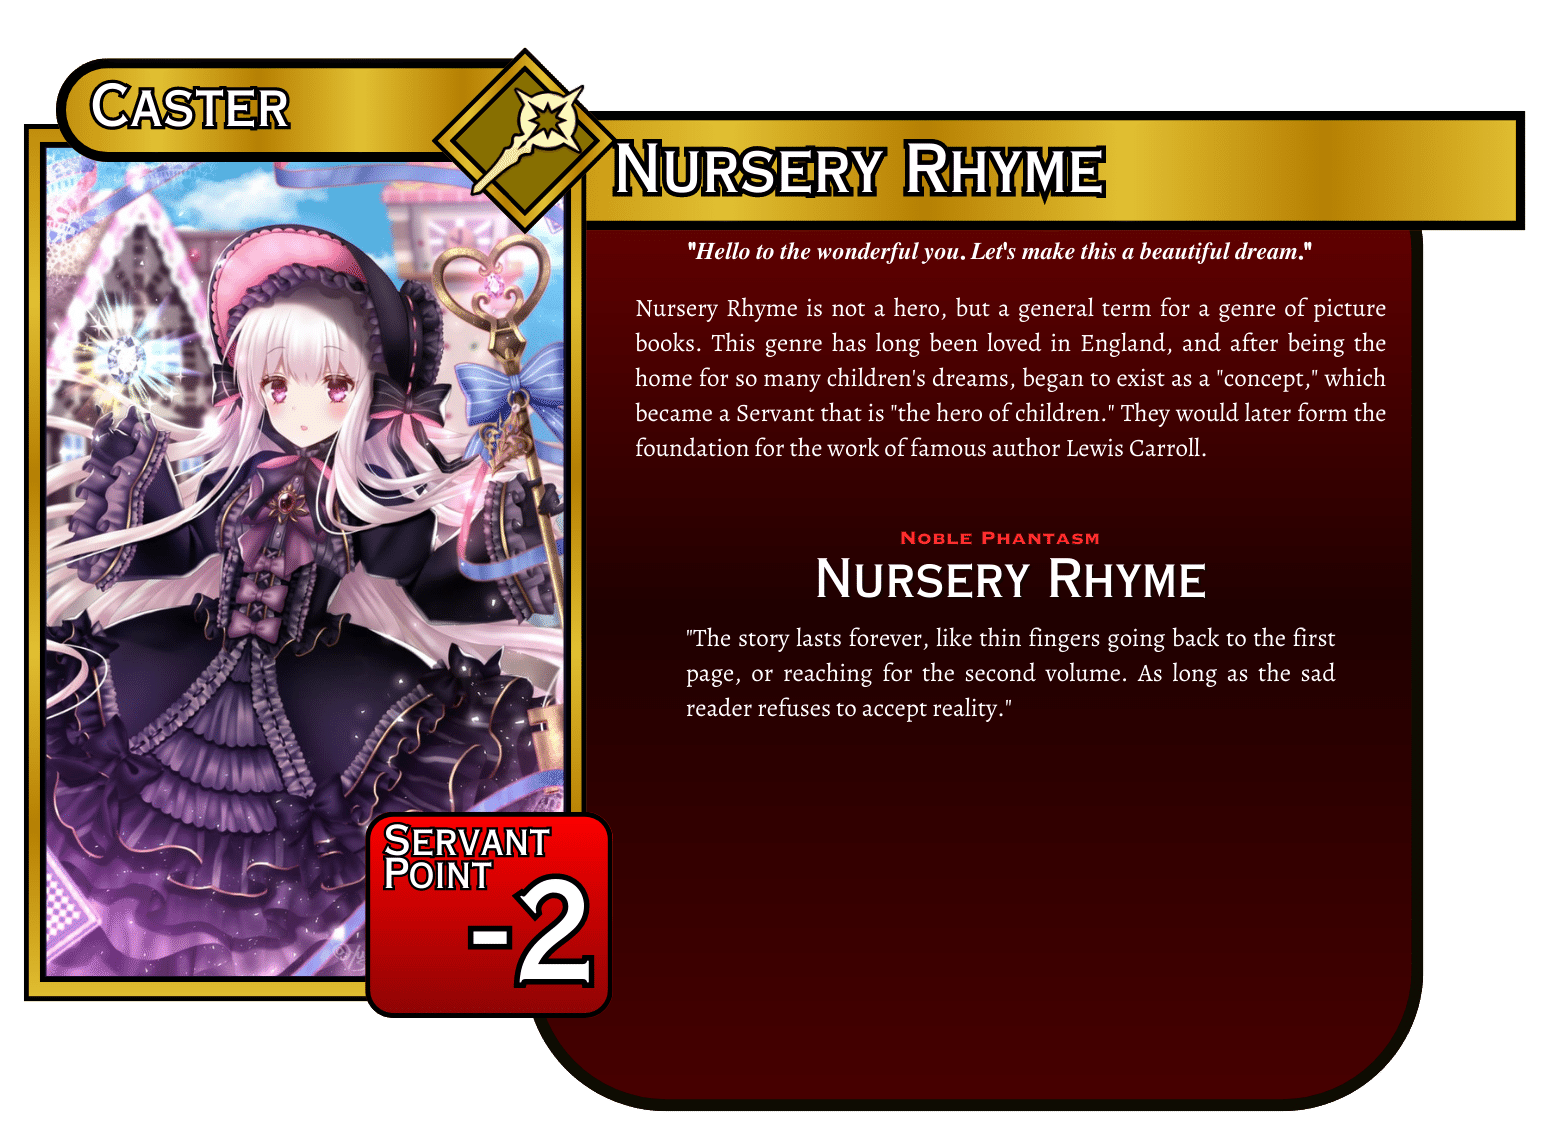 Caster
Nursery Rhyme
"Hello to the wonderful you. Let's make this a beautiful dream."
Nursery Rhyme is not a hero, but a general term for a genre of picture
books. This genre has long been loved in England, and after being the
home for so many children's dreams, began to exist as a "concept," which
became a Servant that is "the hero of children." They would later form the
foundation for the work of famous author Lewis Carroll.
Noble Phantasm
Nursery Rhyme
"The story lasts forever, like thin fingers going back to the first
page, or reaching for the second volume. As long as the sad
reader refuses to accept reality."
Servant
Point
-2